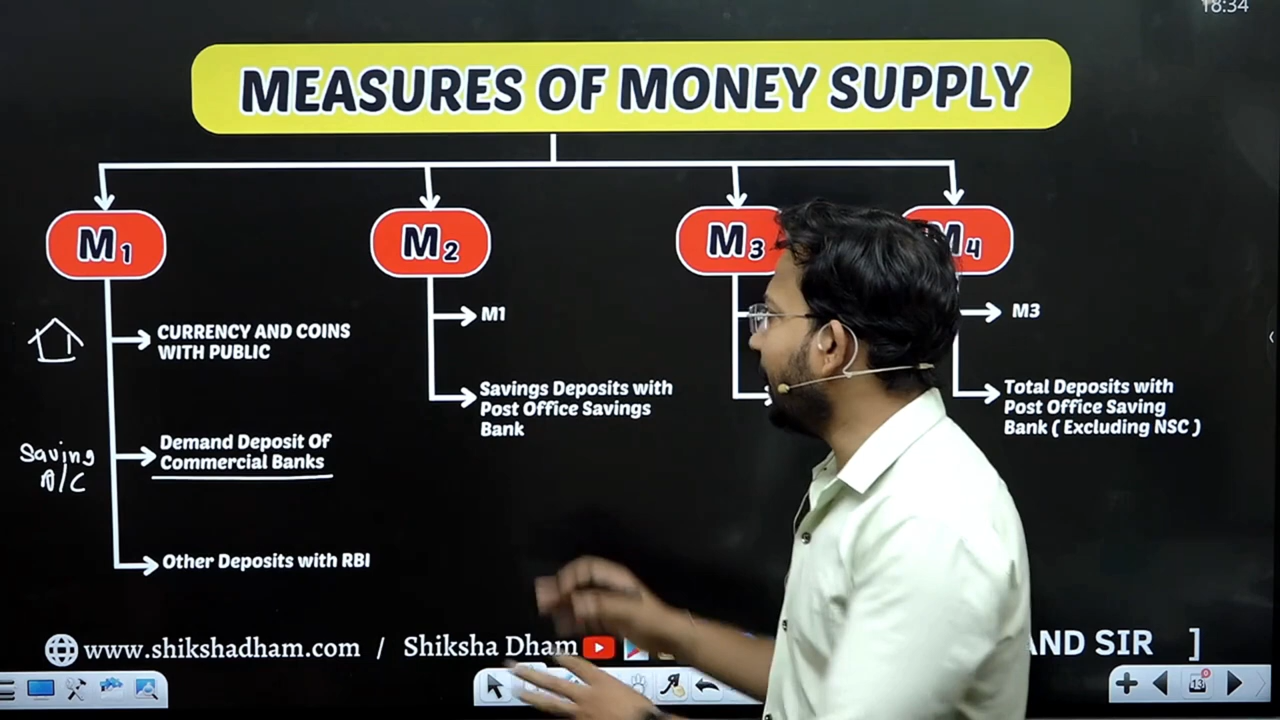 18:34
MEASURES OF MONEY SUPPLY
M1
M2
M3
M4
CURRENCY AND COINS
WITH PUBLIC
Saving
A/C
Demand Deposit Of
Commercial Banks
Other Deposits with RBI
M1
Savings Deposits with
Post Office Savings
Bank
M3
Total Deposits with
Post Office Saving
Bank ( Excluding NSC )
www.shikshadham.com / Shiksha Dham
AND SIR ]
13